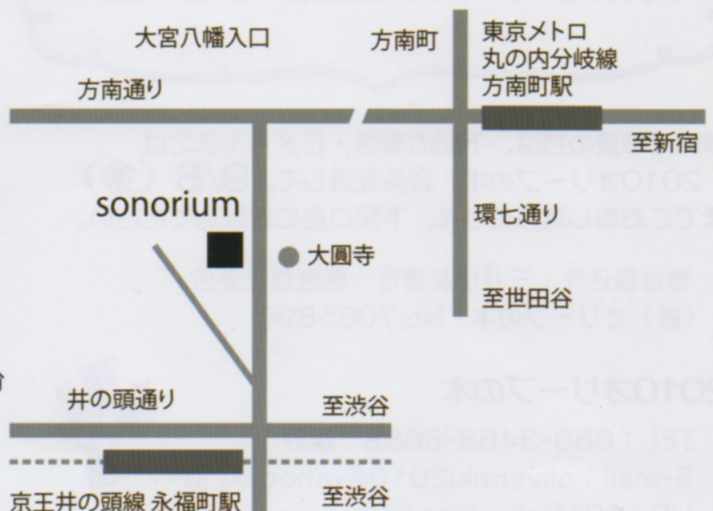 大宮八幡入口
方南町
東京メトロ
丸の内分岐線
方南町駅
方南通り
至新宿
sonorium
大圓寺
環七通り
至世田谷
井の頭通り
至渋谷
京王井の頭線 永福町駅
至渋谷